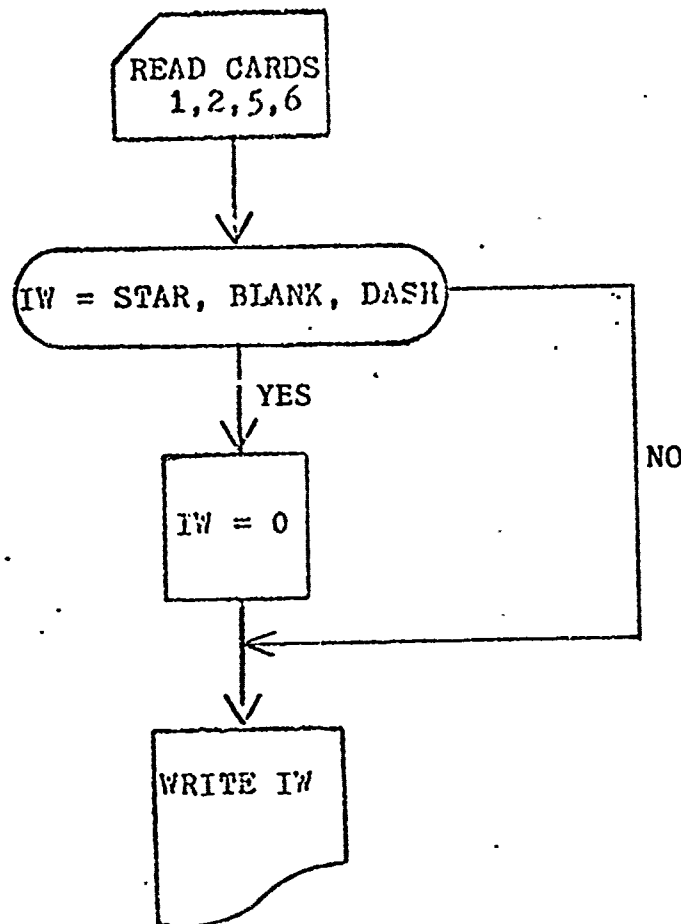 READ CARDS
1,2,5,6
IW = STAR, BLANK, DASH
YES
NO
IW = 0
WRITE IW